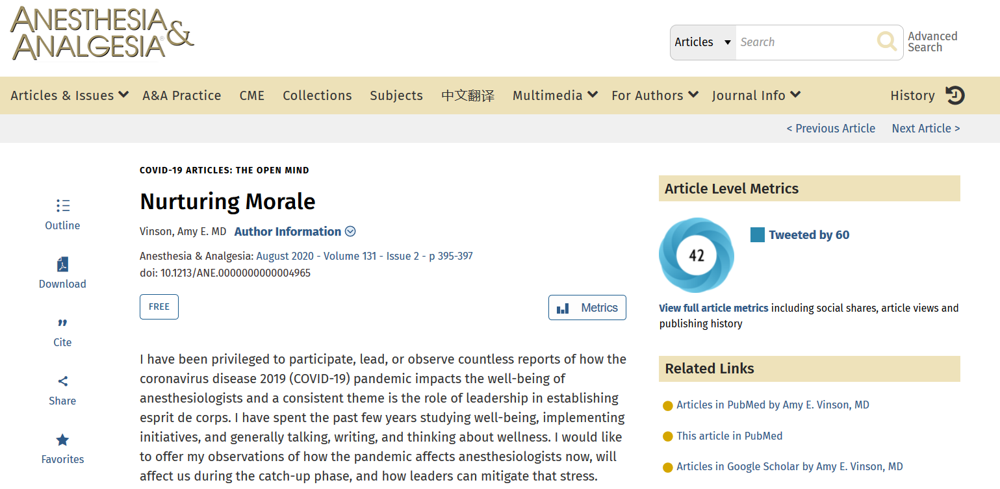 ANESTHESIA &
ANALGESIA®
Articles
Search
Advanced
Search
Articles & Issues
A&A Practice
CME
Collections
Subjects
中文翻译
Multimedia
For Authors
Journal Info
History
< Previous Article
Next Article >
Outline
Download
Cite
Share
Favorites
COVID-19 ARTICLES: THE OPEN MIND
Nurturing Morale
Vinson, Amy E. MD Author Information
Anesthesia & Analgesia: August 2020 - Volume 131 - Issue 2 - p 395-397
doi: 10.1213/ANE.0000000000004965
FREE
Metrics
I have been privileged to participate, lead, or observe countless reports of how the
coronavirus disease 2019 (COVID-19) pandemic impacts the well-being of
anesthesiologists and a consistent theme is the role of leadership in establishing
esprit de corps. I have spent the past few years studying well-being, implementing
initiatives, and generally talking, writing, and thinking about wellness. I would like
to offer my observations of how the pandemic affects anesthesiologists now, will
affect us during the catch-up phase, and how leaders can mitigate that stress.
Article Level Metrics
42
Tweeted by 60
View full article metrics including social shares, article views and
publishing history
Related Links
Articles in PubMed by Amy E. Vinson, MD
This article in PubMed
Articles in Google Scholar by Amy E. Vinson, MD